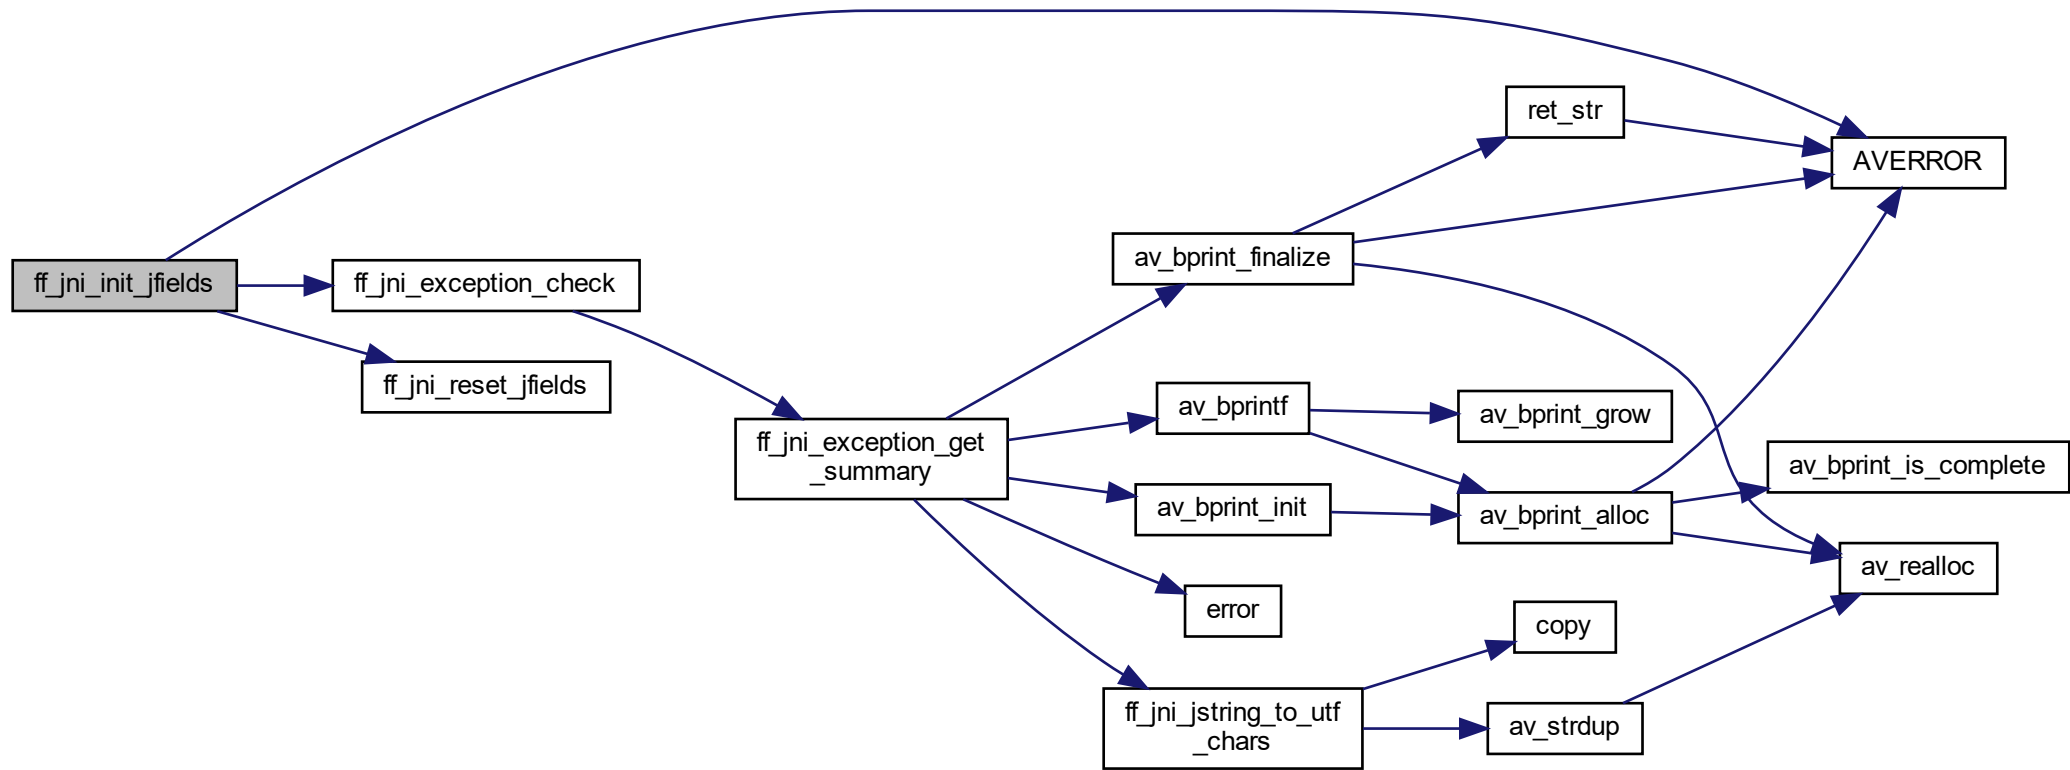 ff_jni_init_jfields
ff_jni_exception_check
ff_jni_reset_jfields
ff_jni_exception_get
_summary
av_bprint_finalize
av_bprintf
av_bprint_init
error
ff_jni_jstring_to_utf
_chars
ret_str
av_bprint_grow
av_bprint_alloc
copy
av_strdup
AVERROR
av_bprint_is_complete
av_realloc